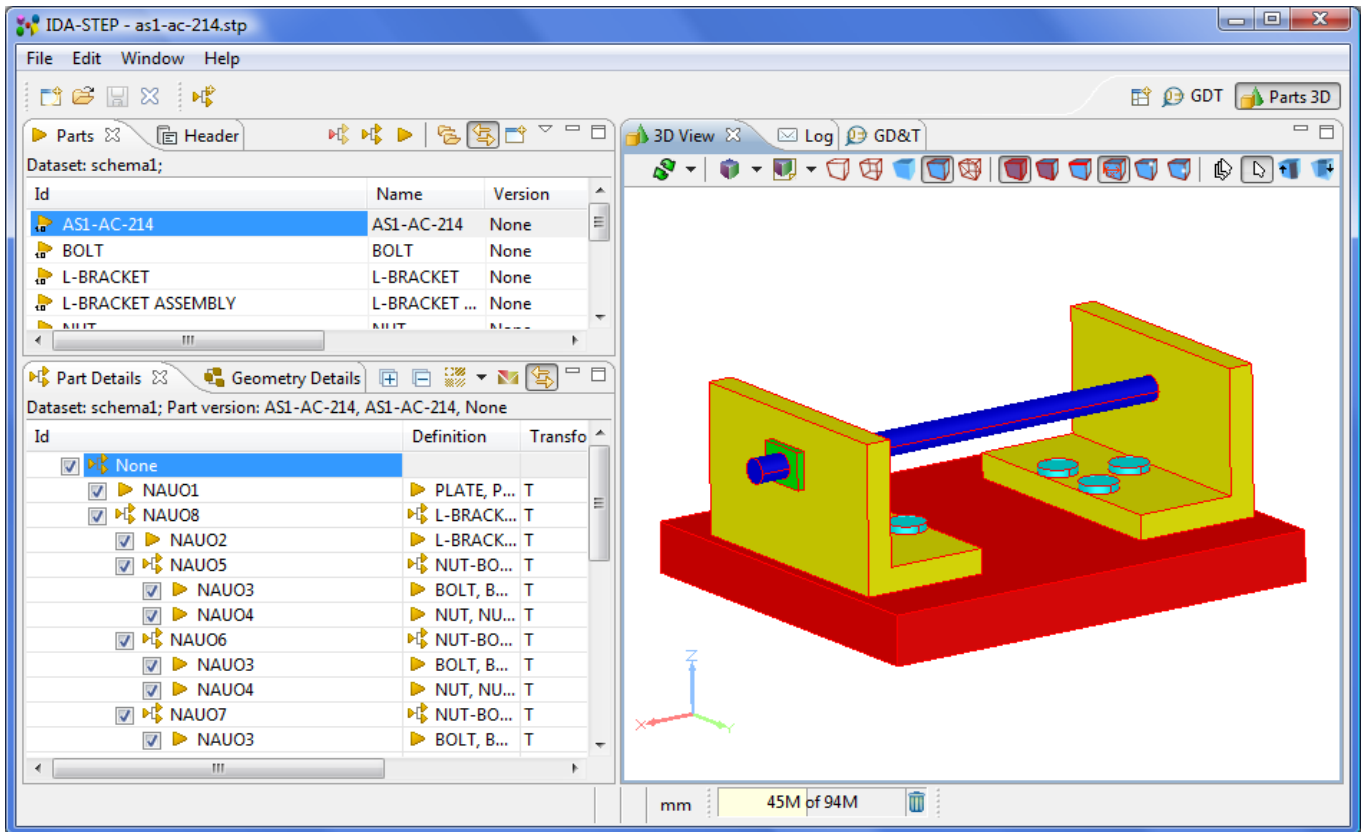 IDA-STEP - as1-ac-214.stp
File Edit Window Help
GDT Parts 3D
Parts Header
Dataset: schema1;
Id Name Version
AS1-AC-214 AS1-AC-214 None
BOLT BOLT None
L-BRACKET L-BRACKET None
L-BRACKET ASSEMBLY L-BRACKET ... None
NUT NUT None
Part Details Geometry Details
Dataset: schema1; Part version: AS1-AC-214, AS1-AC-214, None
Id Definition Transfo
None
NAUO1 PLATE, P... T
NAUO8 L-BRACK... T
NAUO2 L-BRACK... T
NAUO5 NUT-BO... T
NAUO3 BOLT, B... T
NAUO4 NUT, NU... T
NAUO6 NUT-BO... T
NAUO3 BOLT, B... T
NAUO4 NUT, NU... T
NAUO7 NUT-BO... T
NAUO3 BOLT, B... T
3D View Log GD&T
Z
X Y
mm 45M of 94M